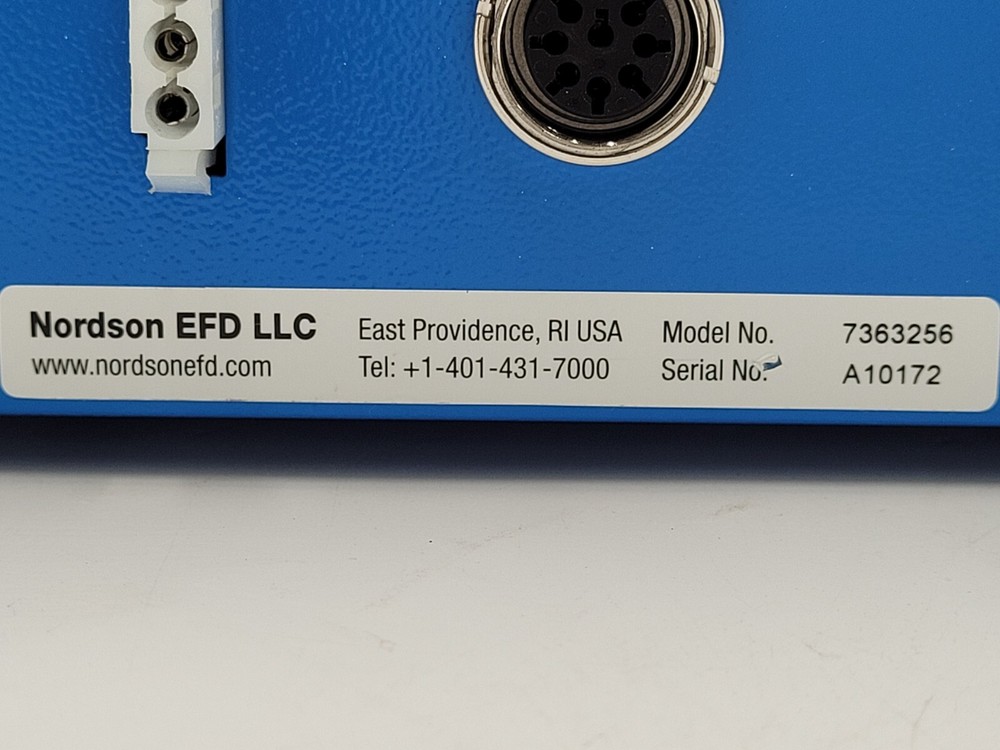 Nordson EFD LLC East Providence, RI USA Model No. 7363256
www.nordsonefd.com Tel: +1-401-431-7000 Serial No. A10172